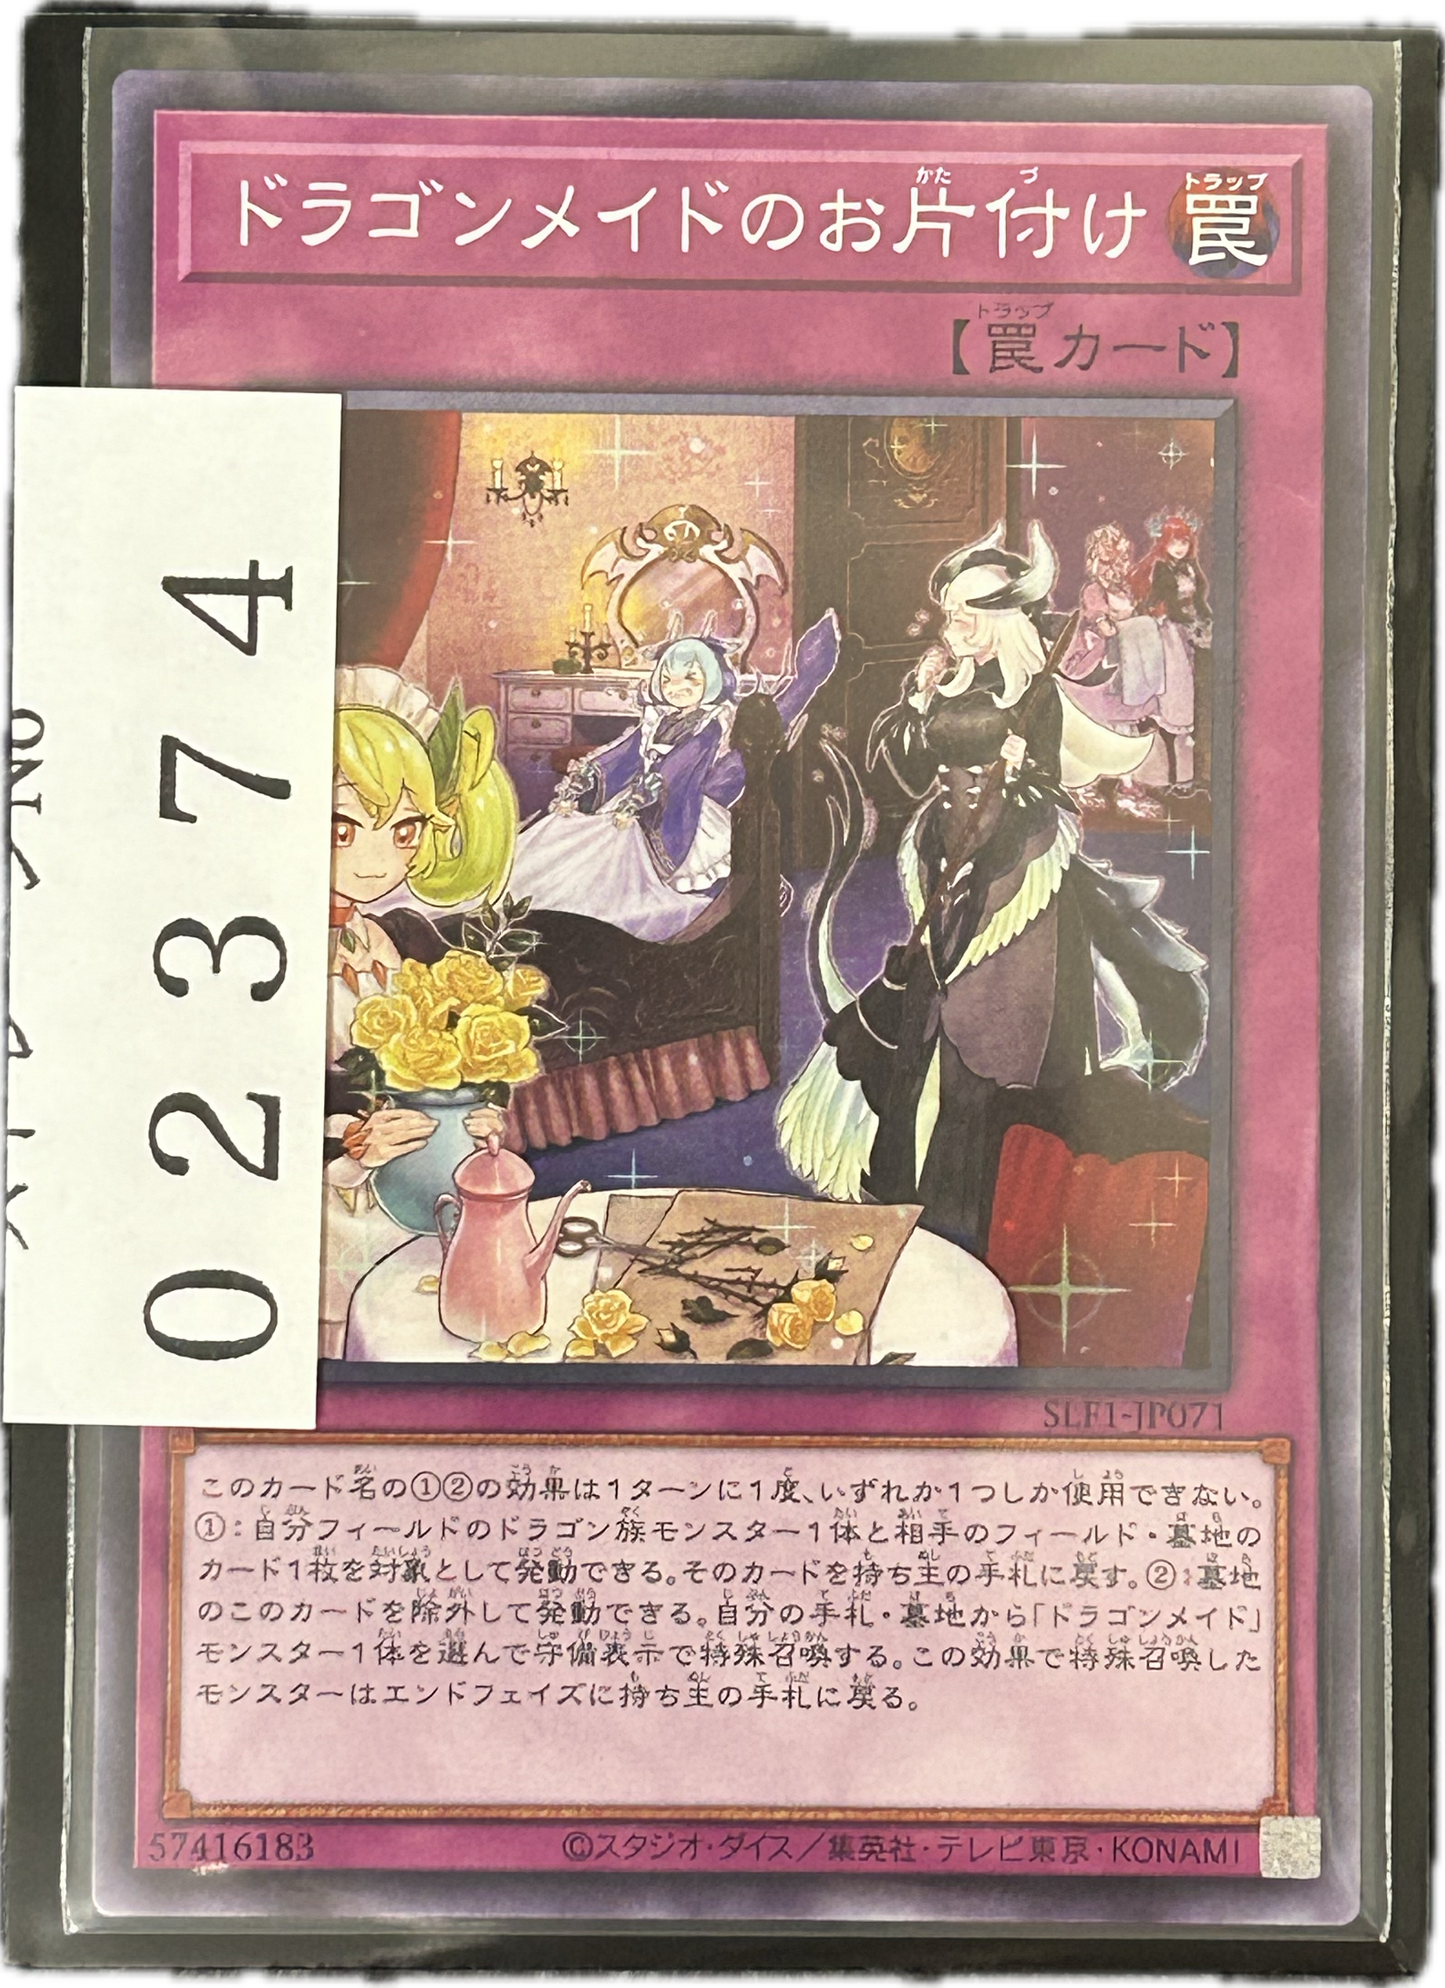 ドラゴンメイドのお片付け 罠
【罠カード】
02374
SLF1-JP071
このカード名の①②の効果は1ターンに1度、いずれか1つしか使用できない。
①：自分フィールドのドラゴン族モンスター1体と相手のフィールド・墓地の
カード1枚を対象として発動できる。そのカードを持ち主の手札に戻す。②：墓地
のこのカードを除外して発動できる。自分の手札・墓地から「ドラゴンメイド」
モンスター1体を選んで守備表示で特殊召喚する。この効果で特殊召喚した
モンスターはエンドフェイズに持ち主の手札に戻る。
57416183
©スタジオ・ダイス／集英社・テレビ東京・KONAMI